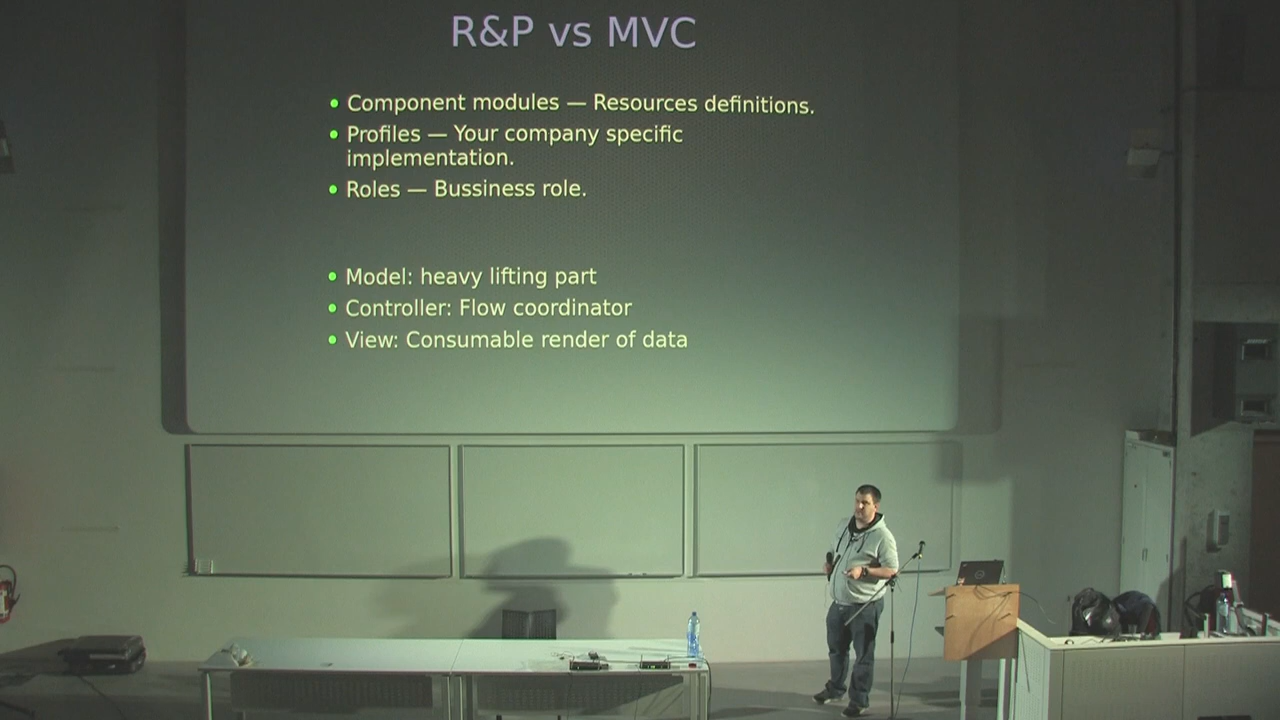 R&P vs MVC
Component modules — Resources definitions.
Profiles — Your company specific
implementation.
Roles — Bussiness role.
Model: heavy lifting part
Controller: Flow coordinator
View: Consumable render of data